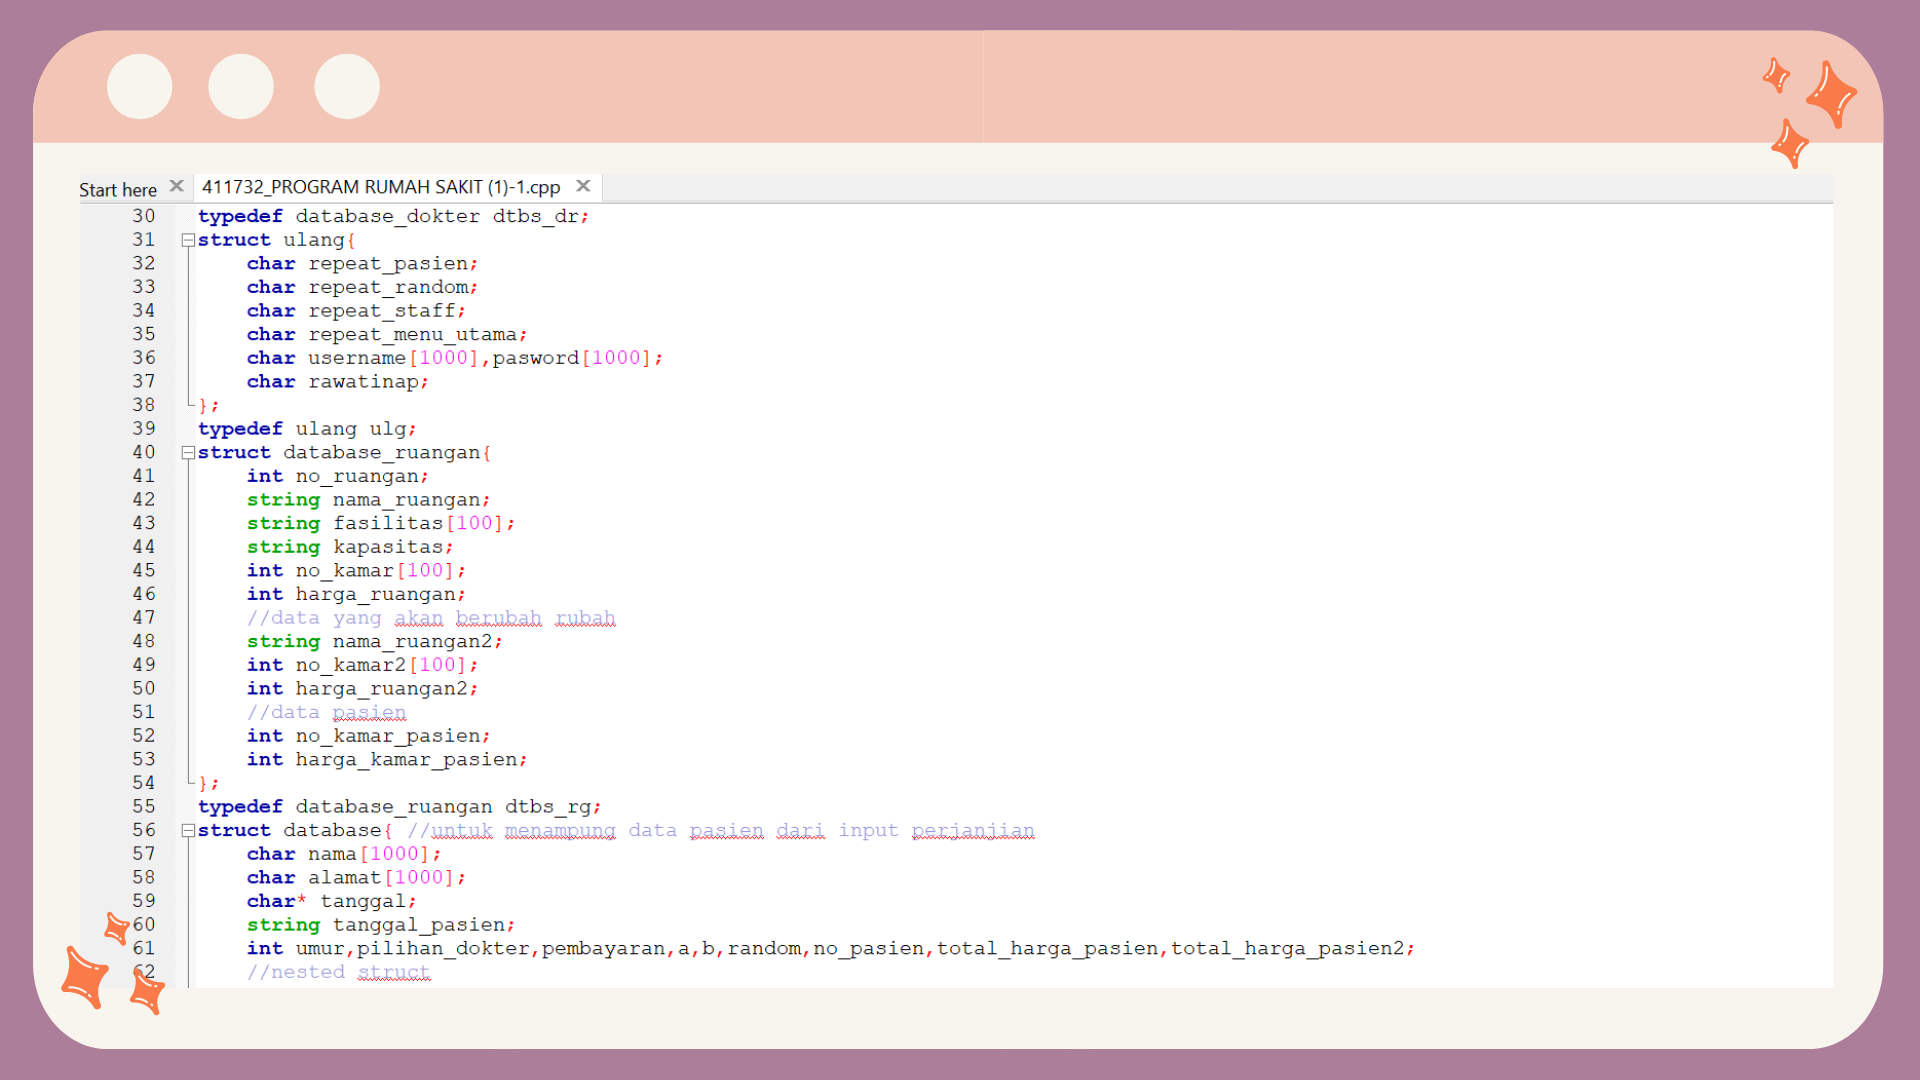 Start here 411732_PROGRAM RUMAH SAKIT (1)-1.cpp
30 typedef database_dokter dtbs_dr;
31 struct ulang{
32 char repeat_pasien;
33 char repeat_random;
34 char repeat_staff;
35 char repeat_menu_utama;
36 char username[1000],pasword[1000];
37 char rawatinap;
38 };
39 typedef ulang ulg;
40 struct database_ruangan{
41 int no_ruangan;
42 string nama_ruangan;
43 string fasilitas[100];
44 string kapasitas;
45 int no_kamar[100];
46 int harga_ruangan;
47 //data yang akan berubah rubah
48 string nama_ruangan2;
49 int no_kamar2[100];
50 int harga_ruangan2;
51 //data pasien
52 int no_kamar_pasien;
53 int harga_kamar_pasien;
54 };
55 typedef database_ruangan dtbs_rg;
56 struct database{ //untuk menampung data pasien dari input perjanjian
57 char nama[1000];
58 char alamat[1000];
59 char* tanggal;
60 string tanggal_pasien;
61 int umur,pilihan_dokter,pembayaran,a,b,random,no_pasien,total_harga_pasien,total_harga_pasien2;
62 //nested struct